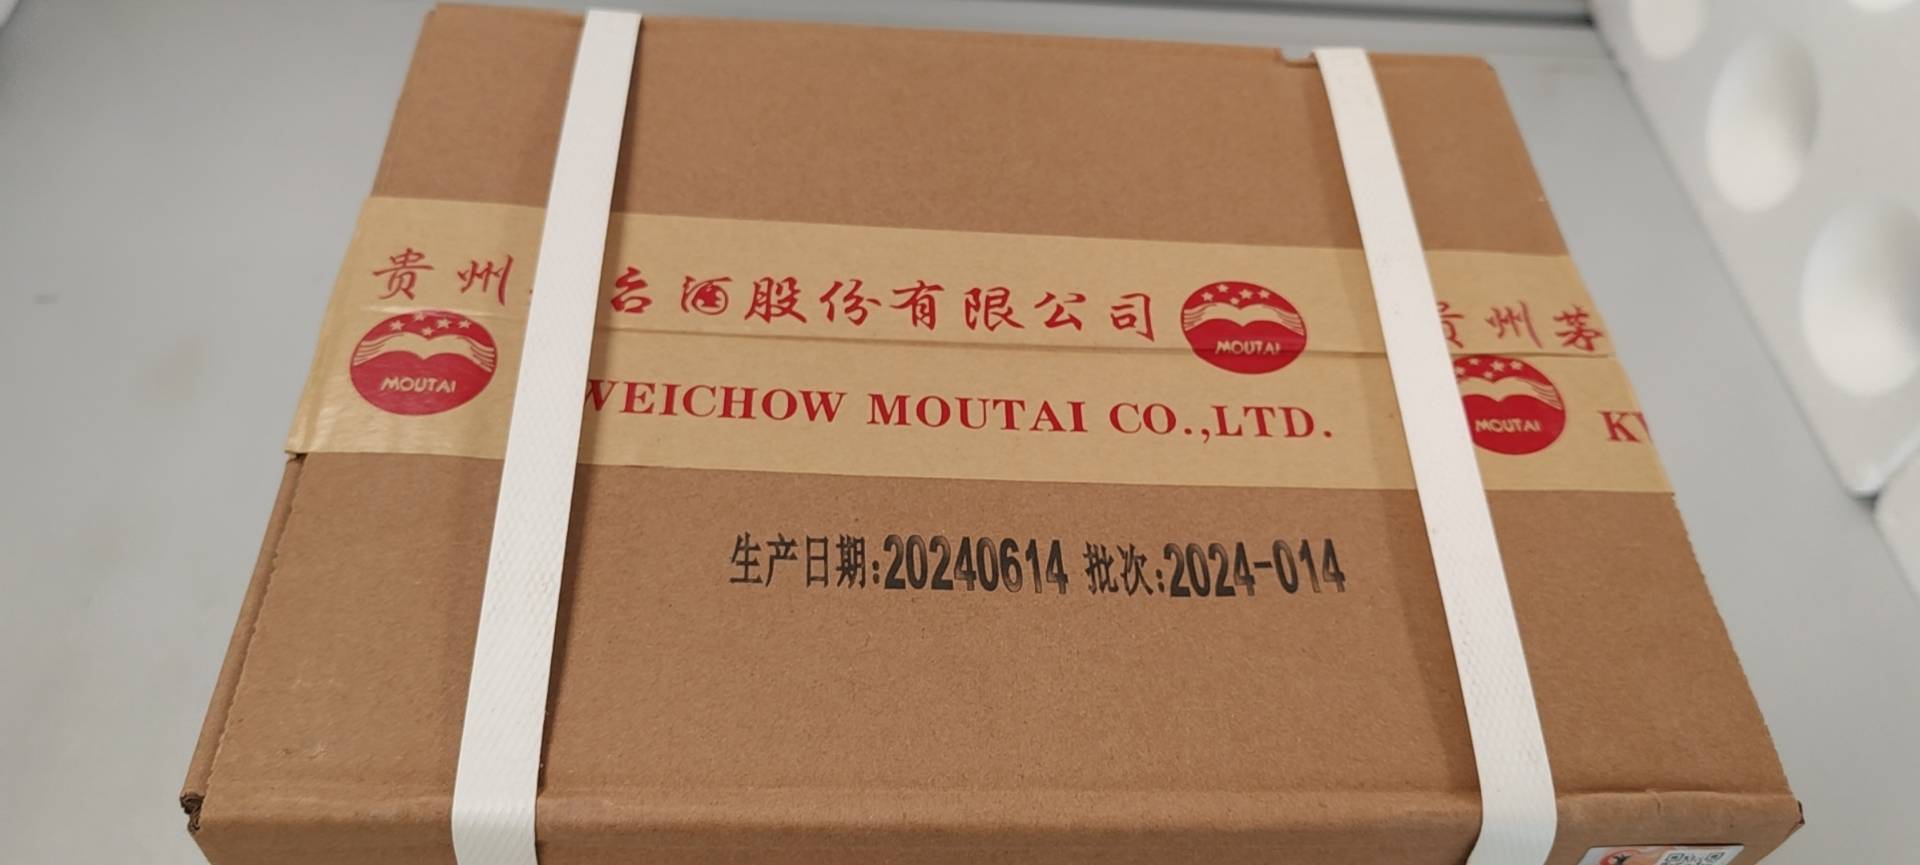 贵州 台酒股份有限公司 贵州茅
MOUTAI MOUTAI MOUTAI
WEICHOW MOUTAI CO.,LTD. KW
生产日期:20240614 批次:2024-014